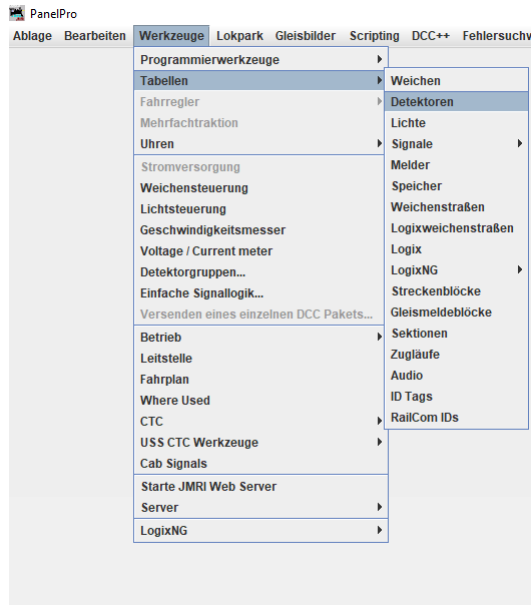 PanelPro
Ablage Bearbeiten Werkzeuge Lokpark Gleisbilder Scripting DCC++ Fehlersuchv
Programmierwerkzeuge
Tabellen
Fahrregler
Mehrfachtraktion
Uhren
Stromversorgung
Weichensteuerung
Lichtsteuerung
Geschwindigkeitsmesser
Voltage / Current meter
Detektorgruppen...
Einfache Signallogik...
Versenden eines einzelnen DCC Pakets...
Betrieb
Leitstelle
Fahrplan
Where Used
CTC
USS CTC Werkzeuge
Cab Signals
Starte JMRI Web Server
Server
LogixNG
Weichen
Detektoren
Lichte
Signale
Melder
Speicher
Weichenstraßen
Logixweichenstraßen
Logix
LogixNG
Streckenblöcke
Gleismeldeblöcke
Sektionen
Zugläufe
Audio
ID Tags
RailCom IDs